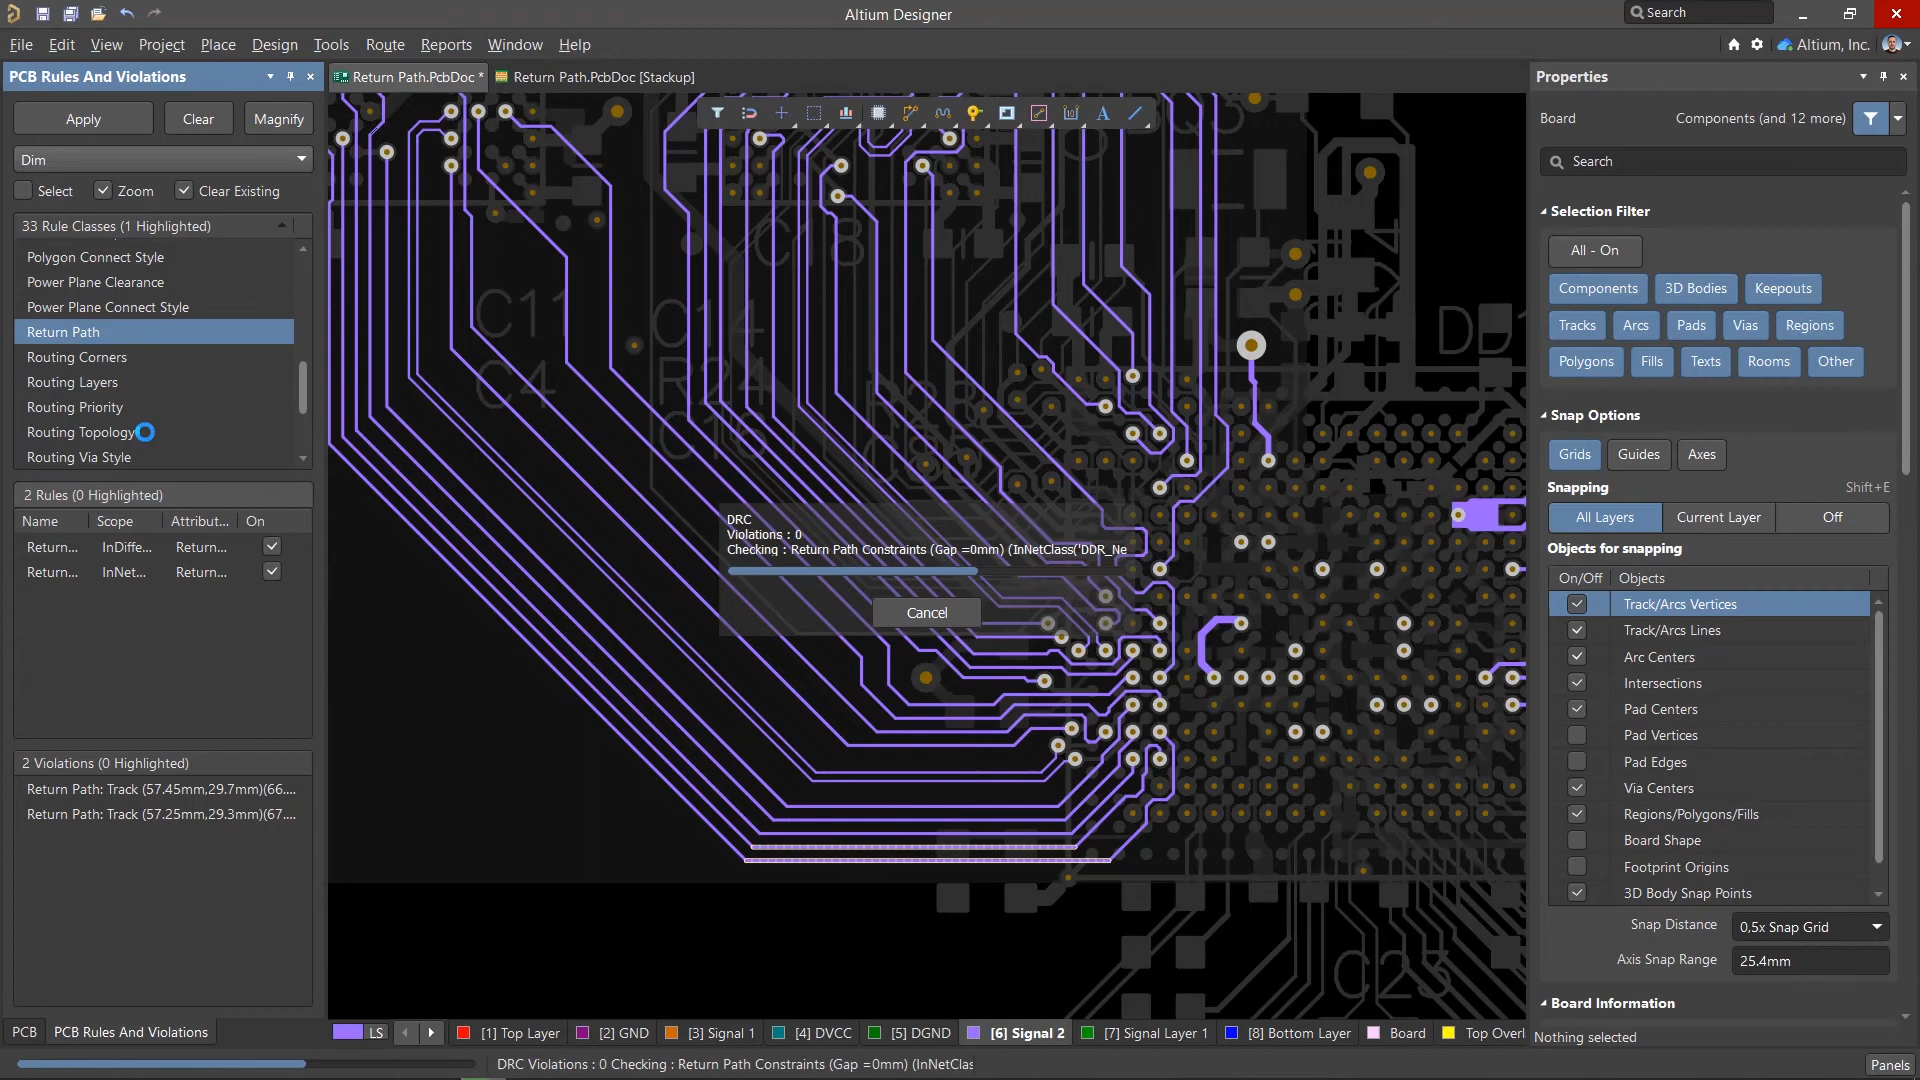 Altium Designer
Search
File Edit View Project Place Design Tools Route Reports Window Help
Altium, Inc.
PCB Rules And Violations
Return Path.PcbDoc *
Return Path.PcbDoc [Stackup]
Properties
Apply
Clear
Magnify
Board
Components (and 12 more)
Dim
Search
Select
Zoom
Clear Existing
33 Rule Classes (1 Highlighted)
Polygon Connect Style
Power Plane Clearance
Power Plane Connect Style
Return Path
Routing Corners
Routing Layers
Routing Priority
Routing Topology
Routing Via Style
2 Rules (0 Highlighted)
Name Scope Attribut... On
Return... InDiffe... Return...
Return... InNet... Return...
2 Violations (0 Highlighted)
Return Path: Track (57.45mm,29.7mm)(66....
Return Path: Track (57.25mm,29.3mm)(67....
PCB
PCB Rules And Violations
C18
C11
C4
C14
R24
C16
C25
DRC
Violations : 0
Checking : Return Path Constraints (Gap =0mm) (InNetClass('DDR_Ne
Cancel
Selection Filter
All - On
Components 3D Bodies Keepouts
Tracks Arcs Pads Vias Regions
Polygons Fills Texts Rooms Other
Snap Options
Grids Guides Axes
Snapping
Shift+E
All Layers Current Layer Off
Objects for snapping
On/Off Objects
Track/Arcs Vertices
Track/Arcs Lines
Arc Centers
Intersections
Pad Centers
Pad Vertices
Pad Edges
Via Centers
Regions/Polygons/Fills
Board Shape
Footprint Origins
3D Body Snap Points
Snap Distance
0,5x Snap Grid
Axis Snap Range
25.4mm
Board Information
Nothing selected
LS
[1] Top Layer
[2] GND
[3] Signal 1
[4] DVCC
[5] DGND
[6] Signal 2
[7] Signal Layer 1
[8] Bottom Layer
Board
Top Overl
DRC Violations : 0 Checking : Return Path Constraints (Gap =0mm) (InNetClas
Panels